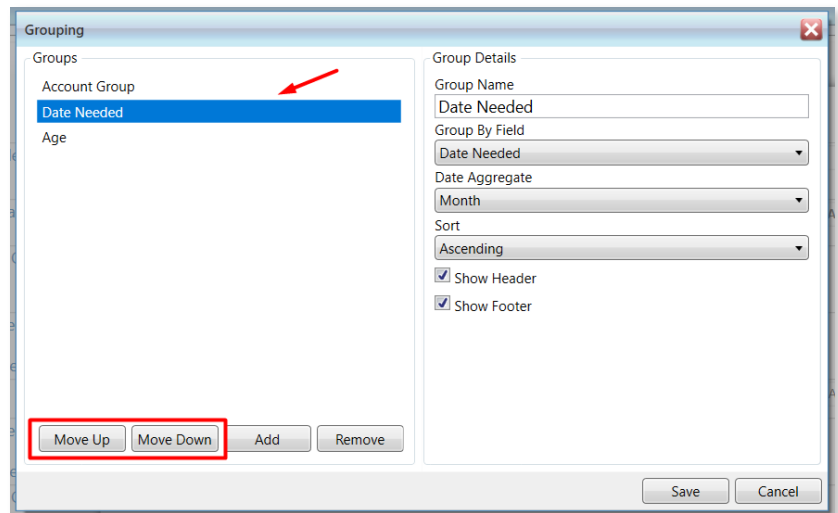 Grouping
Groups
Account Group
Date Needed
Age
Move Up
Move Down
Add
Remove
Group Details
Group Name
Date Needed
Group By Field
Date Needed
Date Aggregate
Month
Sort
Ascending
Show Header
Show Footer
Save
Cancel